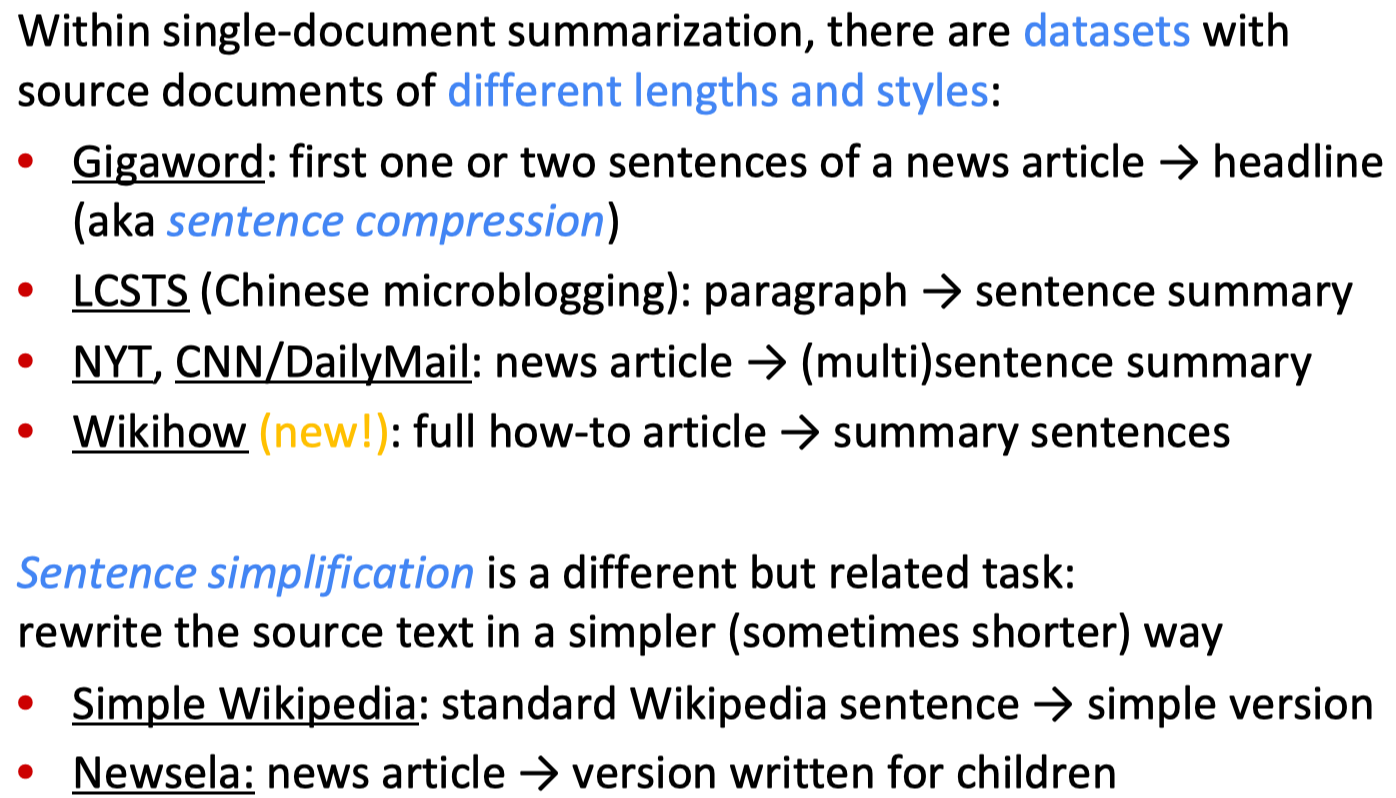 Within single-document summarization, there are datasets with
source documents of different lengths and styles:
• Gigaword: first one or two sentences of a news article → headline
(aka sentence compression)
• LCSTS (Chinese microblogging): paragraph → sentence summary
• NYT, CNN/DailyMail: news article → (multi)sentence summary
• Wikihow (new!): full how-to article → summary sentences
Sentence simplification is a different but related task:
rewrite the source text in a simpler (sometimes shorter) way
• Simple Wikipedia: standard Wikipedia sentence → simple version
• Newsela: news article → version written for children